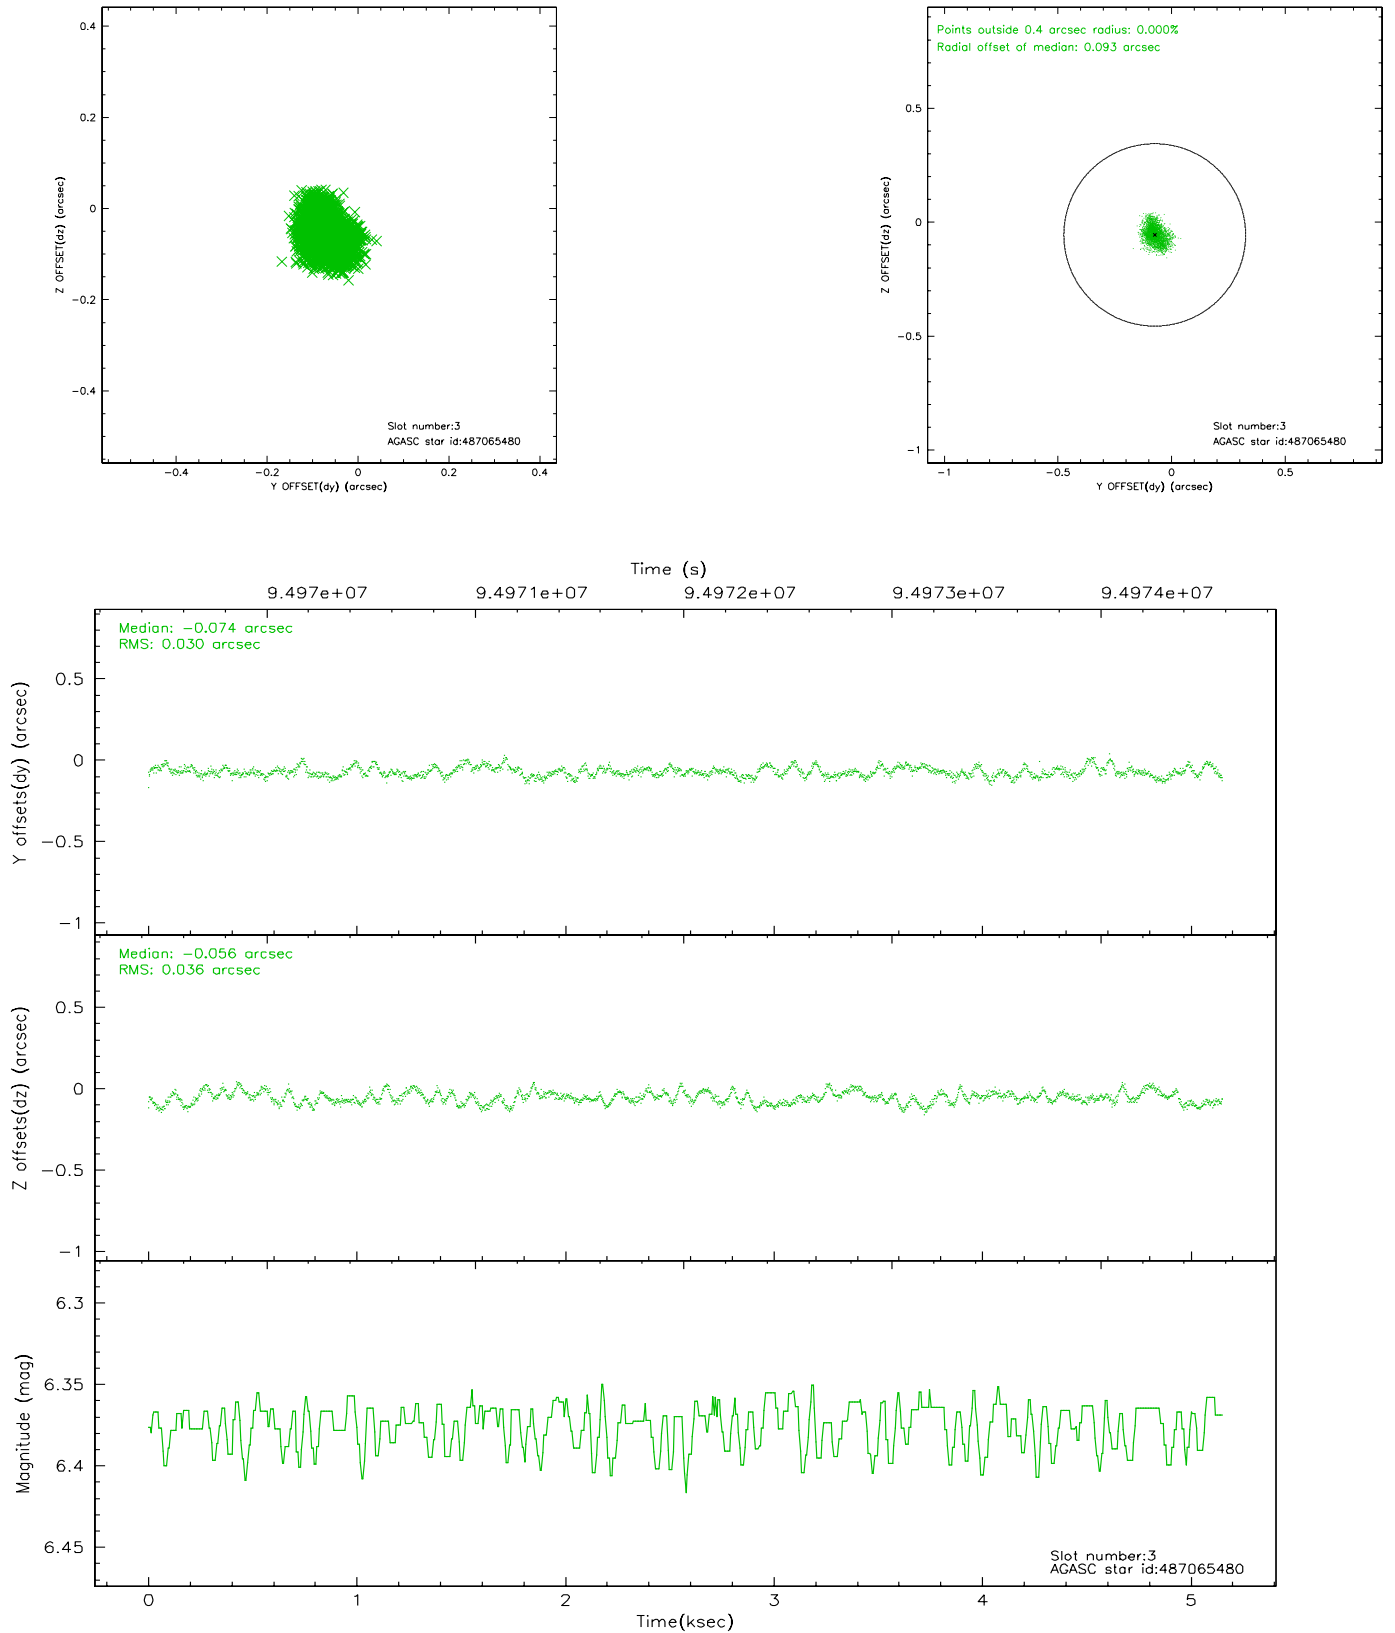 0.4
0.2
0
−0.2
−0.4
Z OFFSET(dz) (arcsec)
Slot number:3
AGASC star id:487065480
−0.4
−0.2
0
0.2
0.4
Y OFFSET(dy) (arcsec)
Points outside 0.4 arcsec radius: 0.000%
Radial offset of median: 0.093 arcsec
0.5
0
−0.5
−1
Z OFFSET(dz) (arcsec)
Slot number:3
AGASC star id:487065480
−1
−0.5
0
0.5
Y OFFSET(dy) (arcsec)
Time (s)
9.497e+07
9.4971e+07
9.4972e+07
9.4973e+07
9.4974e+07
Median: −0.074 arcsec
RMS: 0.030 arcsec
0.5
0
−0.5
−1
Y offsets(dy) (arcsec)
Median: −0.056 arcsec
RMS: 0.036 arcsec
0.5
0
−0.5
−1
Z offsets(dz) (arcsec)
6.3
6.35
6.4
6.45
Magnitude (mag)
Slot number:3
AGASC star id:487065480
0
1
2
3
4
5
Time(ksec)